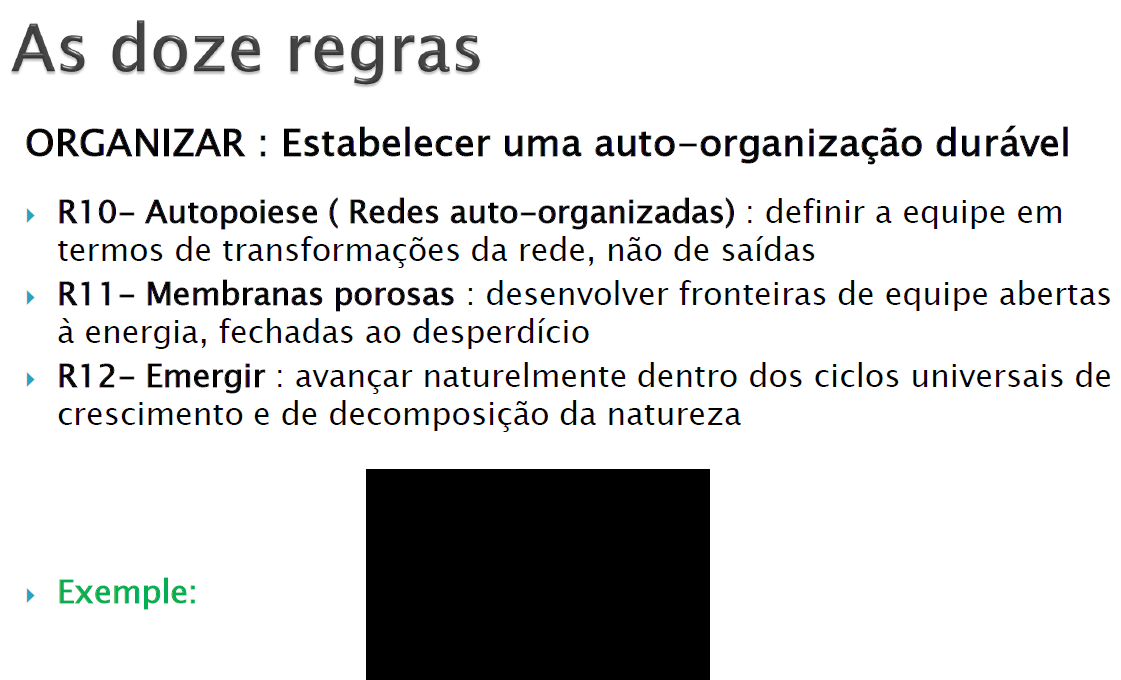 As doze regras
ORGANIZAR : Estabelecer uma auto-organização durável
R10- Autopoiese ( Redes auto-organizadas) : definir a equipe em
termos de transformações da rede, não de saídas
R11- Membranas porosas : desenvolver fronteiras de equipe abertas
à energia, fechadas ao desperdício
R12- Emergir : avançar naturelmente dentro dos ciclos universais de
crescimento e de decomposição da natureza
Exemple: